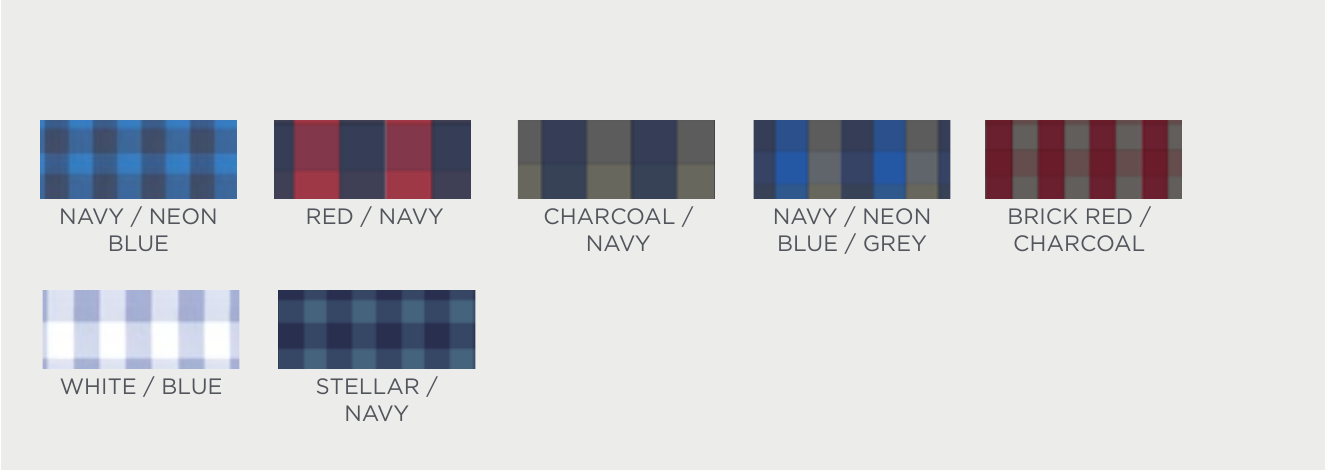 NAVY / NEON
BLUE
RED / NAVY
CHARCOAL /
NAVY
NAVY / NEON
BLUE / GREY
BRICK RED /
CHARCOAL
WHITE / BLUE
STELLAR /
NAVY